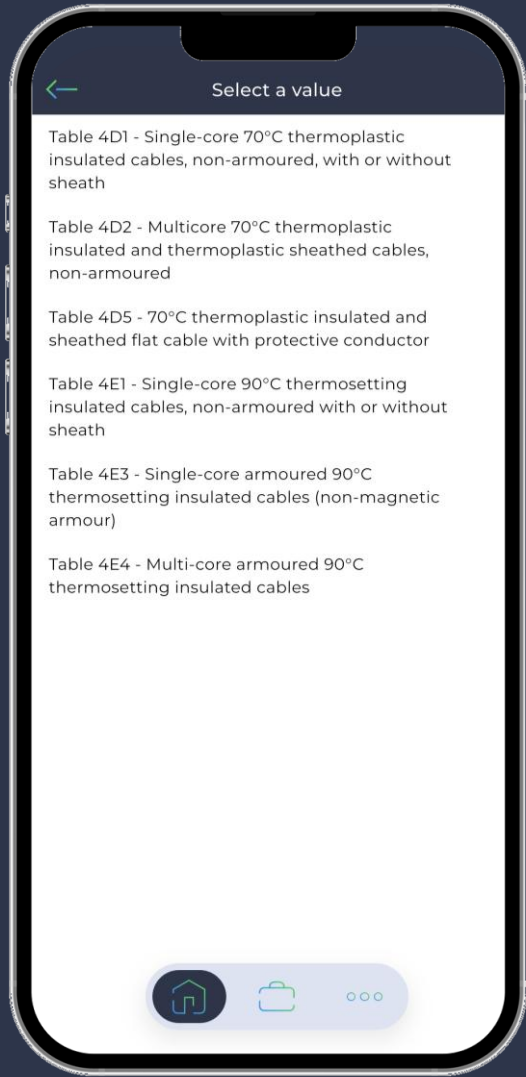 Select a value
Table 4D1 - Single-core 70°C thermoplastic
insulated cables, non-armoured, with or without
sheath
Table 4D2 - Multicore 70°C thermoplastic
insulated and thermoplastic sheathed cables,
non-armoured
Table 4D5 - 70°C thermoplastic insulated and
sheathed flat cable with protective conductor
Table 4E1 - Single-core 90°C thermosetting
insulated cables, non-armoured with or without
sheath
Table 4E3 - Single-core armoured 90°C
thermosetting insulated cables (non-magnetic
armour)
Table 4E4 - Multi-core armoured 90°C
thermosetting insulated cables